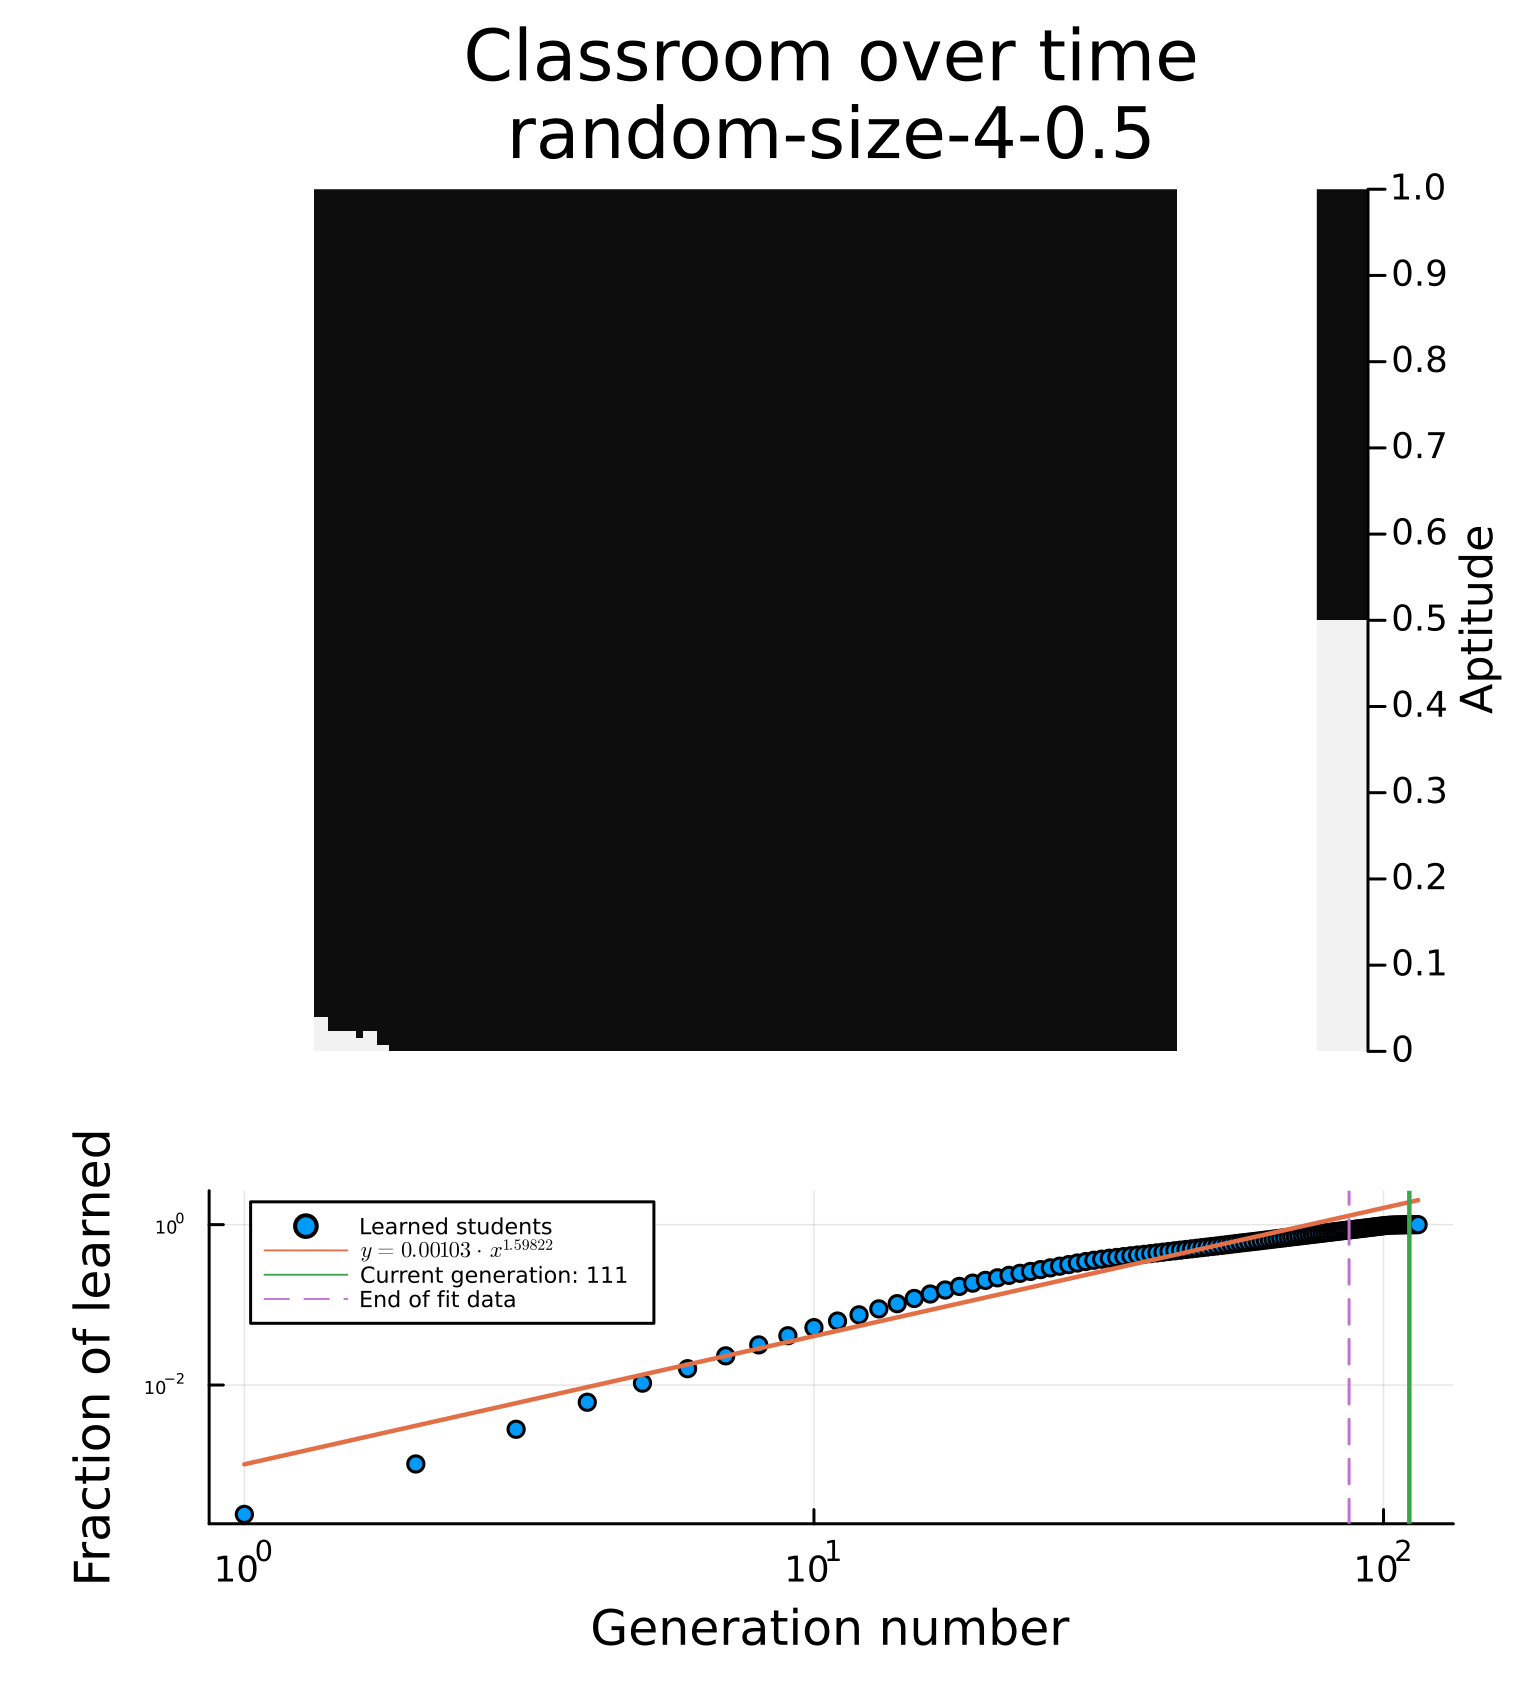 Classroom over time
random-size-4-0.5
1.0
0.9
0.8
0.7
0.6
0.5
0.4
0.3
0.2
0.1
0
Aptitude
Fraction of learned
10^0
10^-2
Learned students
y = 0.00103 · x^1.59822
Current generation: 111
End of fit data
10^0
10^1
10^2
Generation number